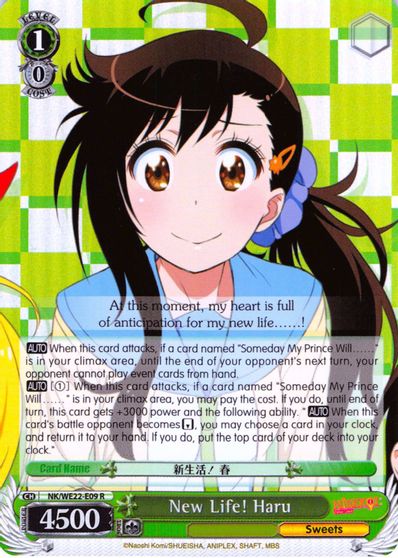 LEVEL
1
0
COST
At this moment, my heart is full
of anticipation for my new life......!
AUTO When this card attacks, if a card named "Someday My Prince Will......"
is in your climax area, until the end of your opponent's next turn, your
opponent cannot play event cards from hand.
AUTO [①] When this card attacks, if a card named "Someday My Prince
Will......" is in your climax area, you may pay the cost. If you do, until end of
turn, this card gets +3000 power and the following ability. "AUTO When this
card's battle opponent becomes, you may choose a card in your clock,
and return it to your hand. If you do, put the top card of your deck into your
clock."
Card Name
新生活! 春
CH NK/WE22-E09 R
New Life! Haru
POWER
4500
SOUL
Sweets
©Naoshi Komi/SHUEISHA, ANIPLEX, SHAFT, MBS